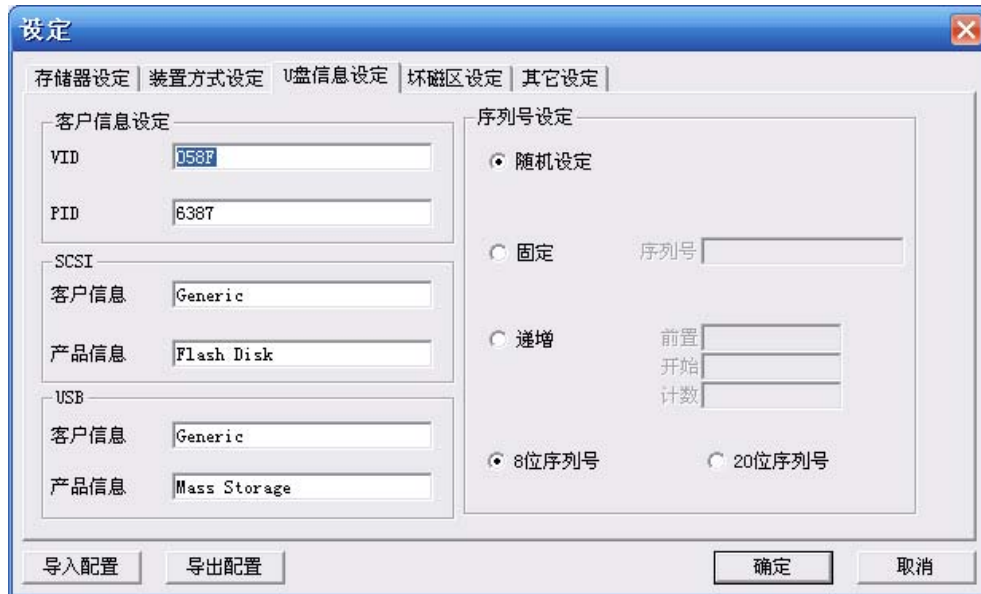 设定
存储器设定 装置方式设定 U盘信息设定 坏磁区设定 其它设定
客户信息设定
VID 058F
PID 6387
SCSI
客户信息 Generic
产品信息 Flash Disk
USB
客户信息 Generic
产品信息 Mass Storage
序列号设定
随机设定
固定 序列号
递增 前置
开始
计数
8位序列号 20位序列号
导入配置 导出配置 确定 取消